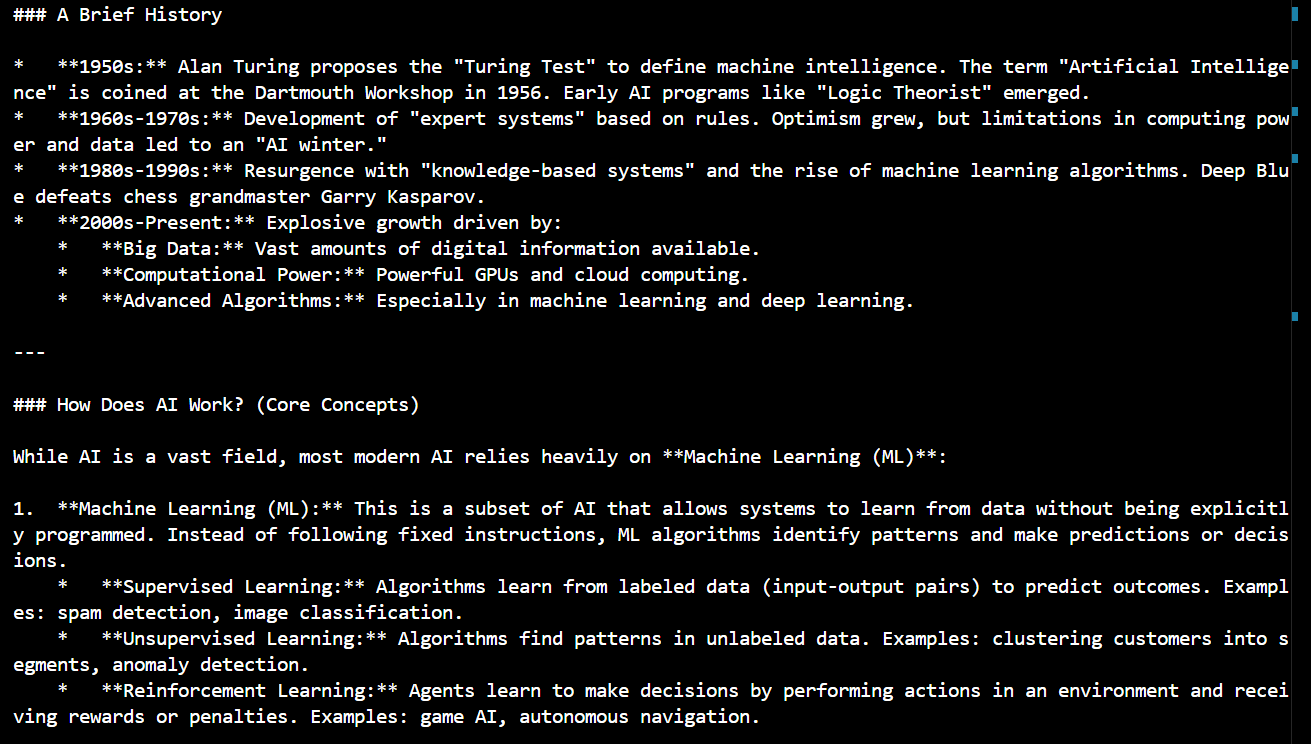 ### A Brief History

*   **1950s:** Alan Turing proposes the "Turing Test" to define machine intelligence. The term "Artificial Intellige
nce" is coined at the Dartmouth Workshop in 1956. Early AI programs like "Logic Theorist" emerged.
*   **1960s-1970s:** Development of "expert systems" based on rules. Optimism grew, but limitations in computing pow
er and data led to an "AI winter."
*   **1980s-1990s:** Resurgence with "knowledge-based systems" and the rise of machine learning algorithms. Deep Blu
e defeats chess grandmaster Garry Kasparov.
*   **2000s-Present:** Explosive growth driven by:
    *   **Big Data:** Vast amounts of digital information available.
    *   **Computational Power:** Powerful GPUs and cloud computing.
    *   **Advanced Algorithms:** Especially in machine learning and deep learning.

---

### How Does AI Work? (Core Concepts)

While AI is a vast field, most modern AI relies heavily on **Machine Learning (ML)**:

1.  **Machine Learning (ML):** This is a subset of AI that allows systems to learn from data without being explicitl
y programmed. Instead of following fixed instructions, ML algorithms identify patterns and make predictions or decis
ions.
    *   **Supervised Learning:** Algorithms learn from labeled data (input-output pairs) to predict outcomes. Exampl
es: spam detection, image classification.
    *   **Unsupervised Learning:** Algorithms find patterns in unlabeled data. Examples: clustering customers into s
egments, anomaly detection.
    *   **Reinforcement Learning:** Agents learn to make decisions by performing actions in an environment and recei
ving rewards or penalties. Examples: game AI, autonomous navigation.